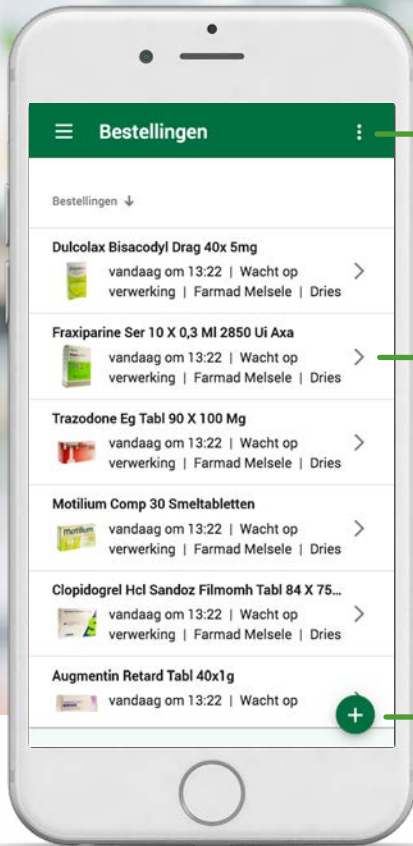 Bestellingen
Bestellingen ↓
Dulcolax Bisacodyl Drag 40x 5mg
vandaag om 13:22 | Wacht op
verwerking | Farmad Melsele | Dries
Fraxiparine Ser 10 X 0,3 Ml 2850 Ui Axa
vandaag om 13:22 | Wacht op
verwerking | Farmad Melsele | Dries
Trazodone Eg Tabl 90 X 100 Mg
vandaag om 13:22 | Wacht op
verwerking | Farmad Melsele | Dries
Motilium Comp 30 Smeltabletten
motilium
vandaag om 13:22 | Wacht op
verwerking | Farmad Melsele | Dries
Clopidogrel Hcl Sandoz Filmomh Tabl 84 X 75...
vandaag om 13:22 | Wacht op
verwerking | Farmad Melsele | Dries
Augmentin Retard Tabl 40x1g
vandaag om 13:22 | Wacht op
+